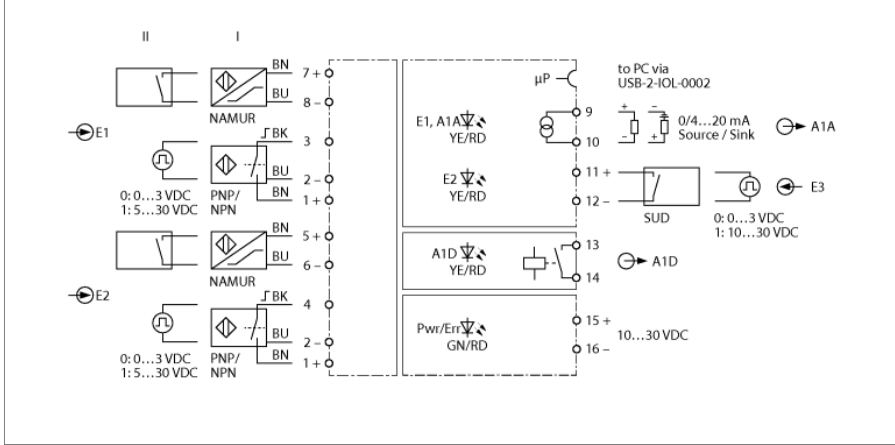 II
I
BN
7 +
BU
8 –
NAMUR
E1
BK
3
BU
2 –
BN
1 +
0: 0…3 VDC
1: 5…30 VDC
PNP/
NPN
BN
5 +
BU
6 –
NAMUR
E2
BK
4
BU
2 –
BN
1 +
0: 0…3 VDC
1: 5…30 VDC
PNP/
NPN
µP
to PC via
USB-2-IOL-0002
E1, A1A
YE/RD
9
10
+
–
–
+
0/4…20 mA
Source / Sink
A1A
E2
YE/RD
11 +
12 –
SUD
0: 0…3 VDC
1: 10…30 VDC
E3
A1D
YE/RD
13
14
A1D
Pwr/Err
GN/RD
15 +
16 –
10…30 VDC